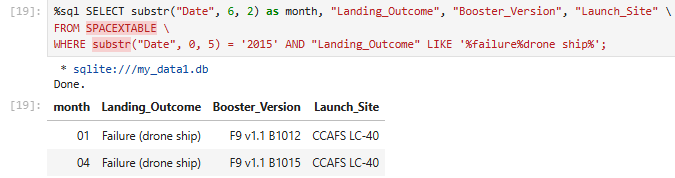 [19]: %sql SELECT substr("Date", 6, 2) as month, "Landing_Outcome", "Booster_Version", "Launch_Site" \
FROM SPACEXTABLE \
WHERE substr("Date", 0, 5) = '2015' AND "Landing_Outcome" LIKE '%failure%drone ship%';
* sqlite:///my_data1.db
Done.
[19]: month Landing_Outcome Booster_Version Launch_Site
01 Failure (drone ship) F9 v1.1 B1012 CCAFS LC-40
04 Failure (drone ship) F9 v1.1 B1015 CCAFS LC-40